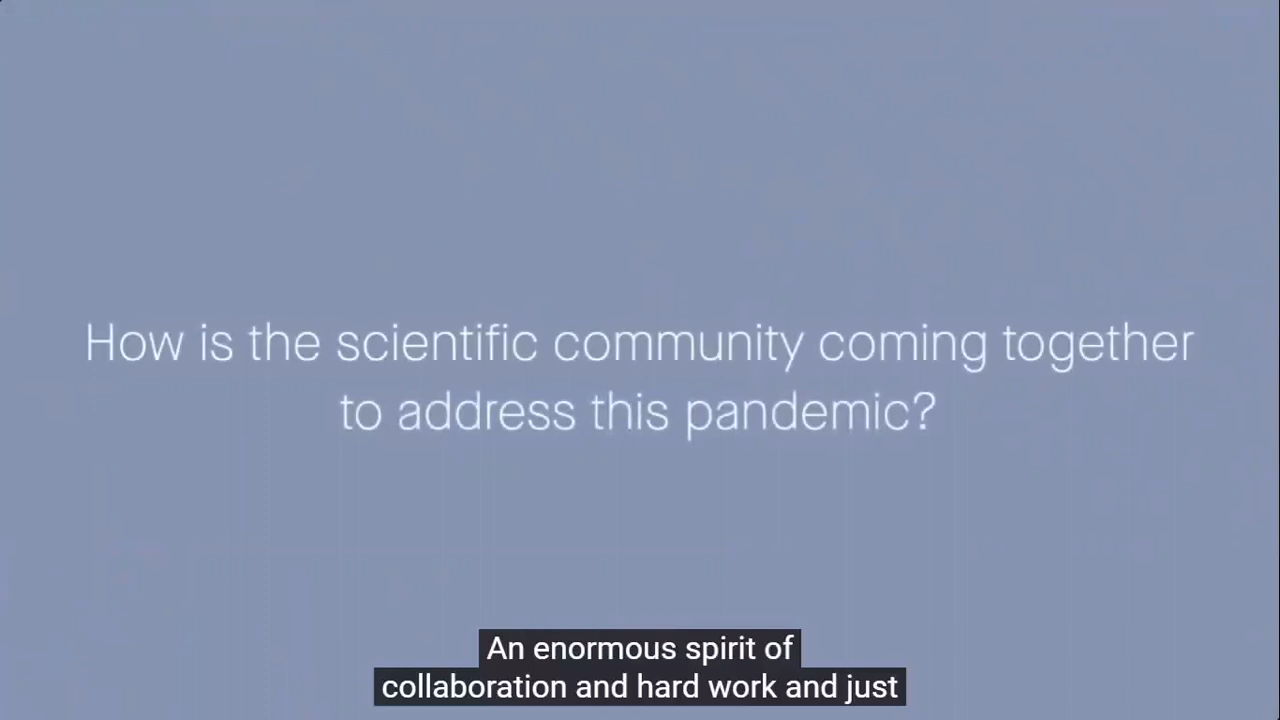 How is the scientific community coming together
to address this pandemic?
An enormous spirit of
collaboration and hard work and just